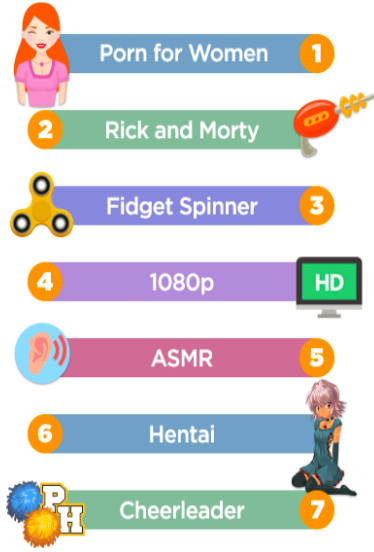 Porn for Women 1
2 Rick and Morty
Fidget Spinner 3
4 1080p HD
ASMR 5
6 Hentai
PH Cheerleader 7